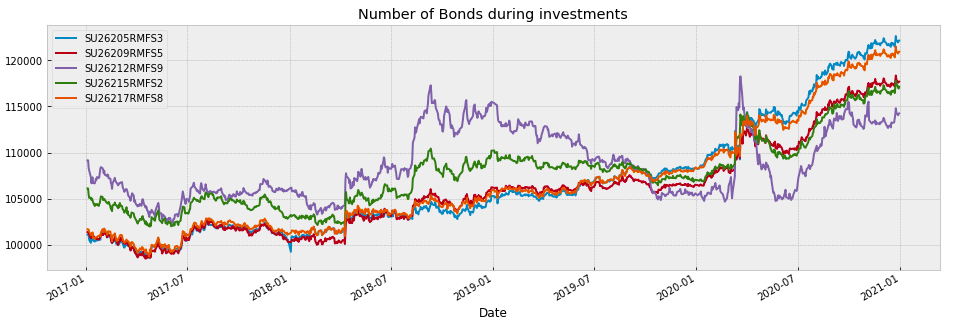 Number of Bonds during investments
SU26205RMFS3
SU26209RMFS5
SU26212RMFS9
SU26215RMFS2
SU26217RMFS8
120000
115000
110000
105000
100000
2017-01
2017-07
2018-01
2018-07
2019-01
2019-07
2020-01
2020-07
2021-01
Date